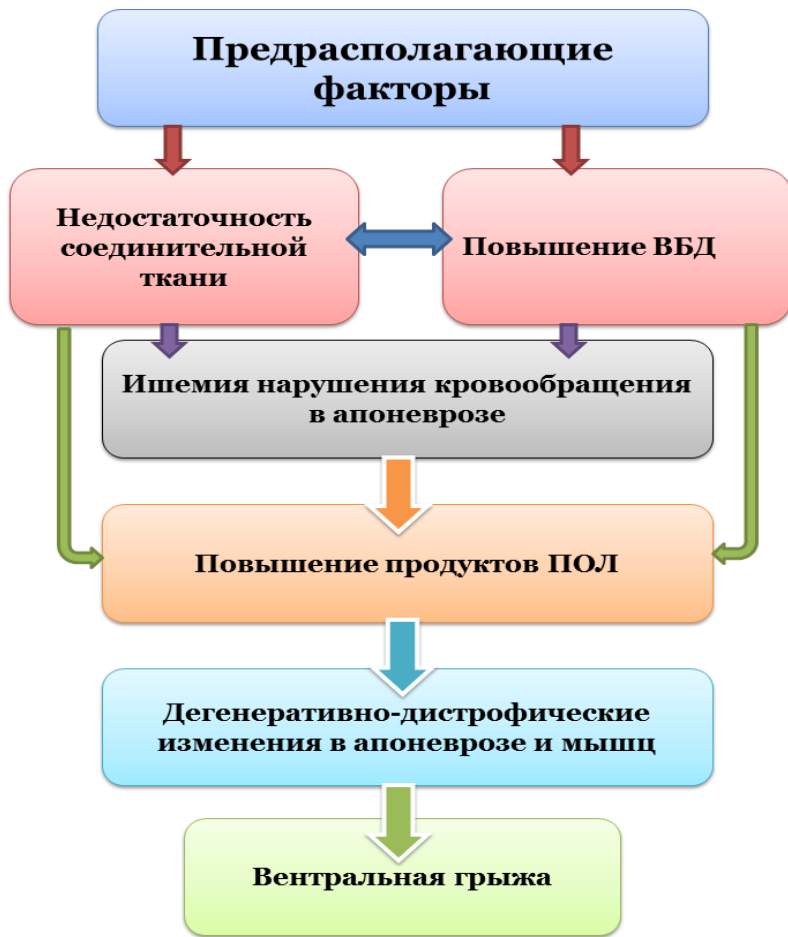 Предрасполагающие
факторы
Недостаточность
соединительной
ткани
Повышение ВБД
Ишемия нарушения кровообращения
в апоневрозе
Повышение продуктов ПОЛ
Дегенеративно-дистрофические
изменения в апоневрозе и мышц
Вентральная грыжа